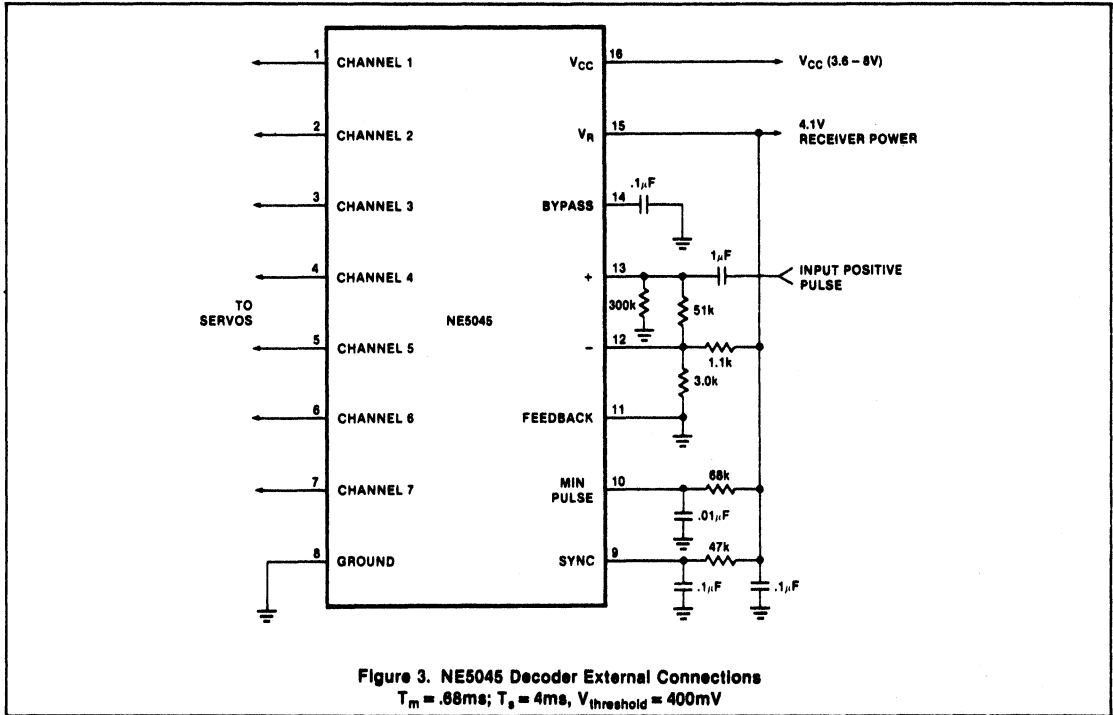 1 CHANNEL 1
2 CHANNEL 2
3 CHANNEL 3
4 CHANNEL 4
TO
SERVOS
5 CHANNEL 5
6 CHANNEL 6
7 CHANNEL 7
8 GROUND
NE5045
VCC 16
VCC (3.6 – 8V)
VR 15
4.1V
RECEIVER POWER
BYPASS 14
.1μF
+ 13
1μF
INPUT POSITIVE
PULSE
300k
51k
– 12
1.1k
3.0k
FEEDBACK 11
MIN
PULSE
10
68k
.01μF
SYNC 9
47k
.1μF
.1μF
Figure 3. NE5045 Decoder External Connections
Tm = .68ms; Ts = 4ms, Vthreshold = 400mV